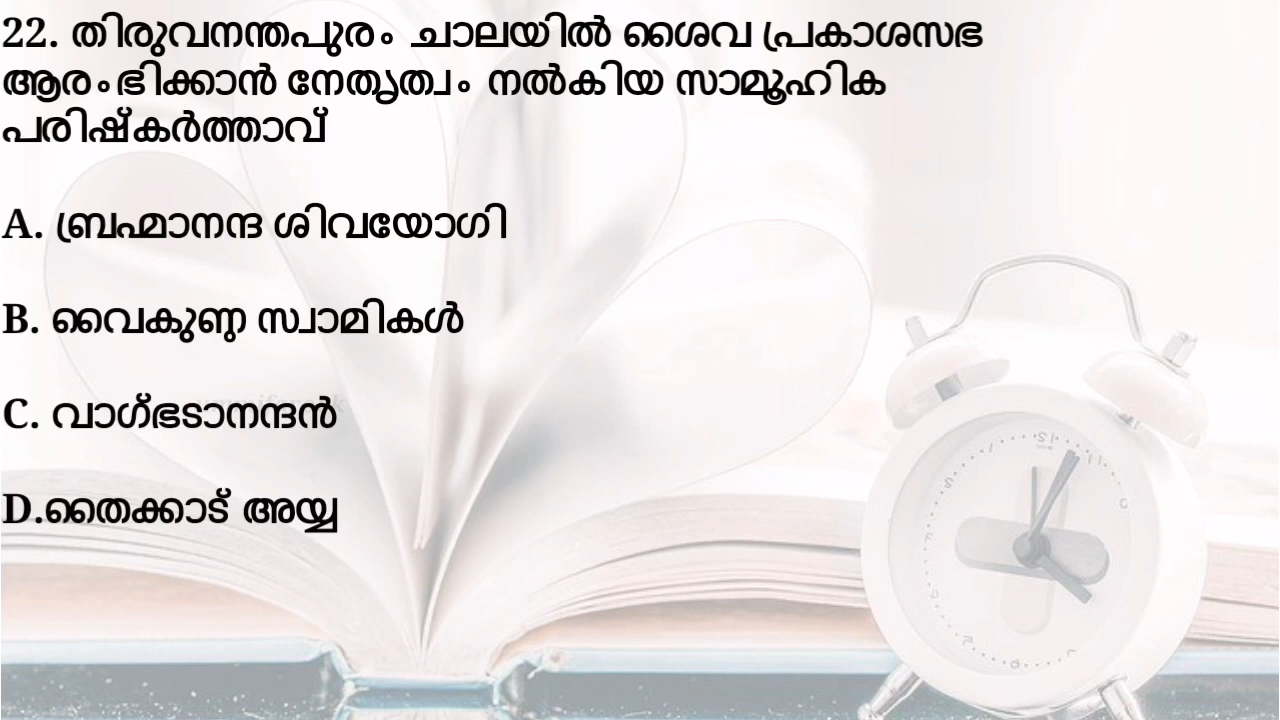 22. തിരുവനന്തപുരം ചാലയിൽ ശൈവ പ്രകാശസഭ
ആരംഭിക്കാൻ നേതൃത്വം നൽകിയ സാമൂഹിക
പരിഷ്കർത്താവ്
A. ബ്രഹ്മാനന്ദ ശിവയോഗി
B. വൈകുണ്ഠ സ്വാമികൾ
C. വാഗ്ഭടാനന്ദൻ
D.തൈക്കാട് അയ്യ